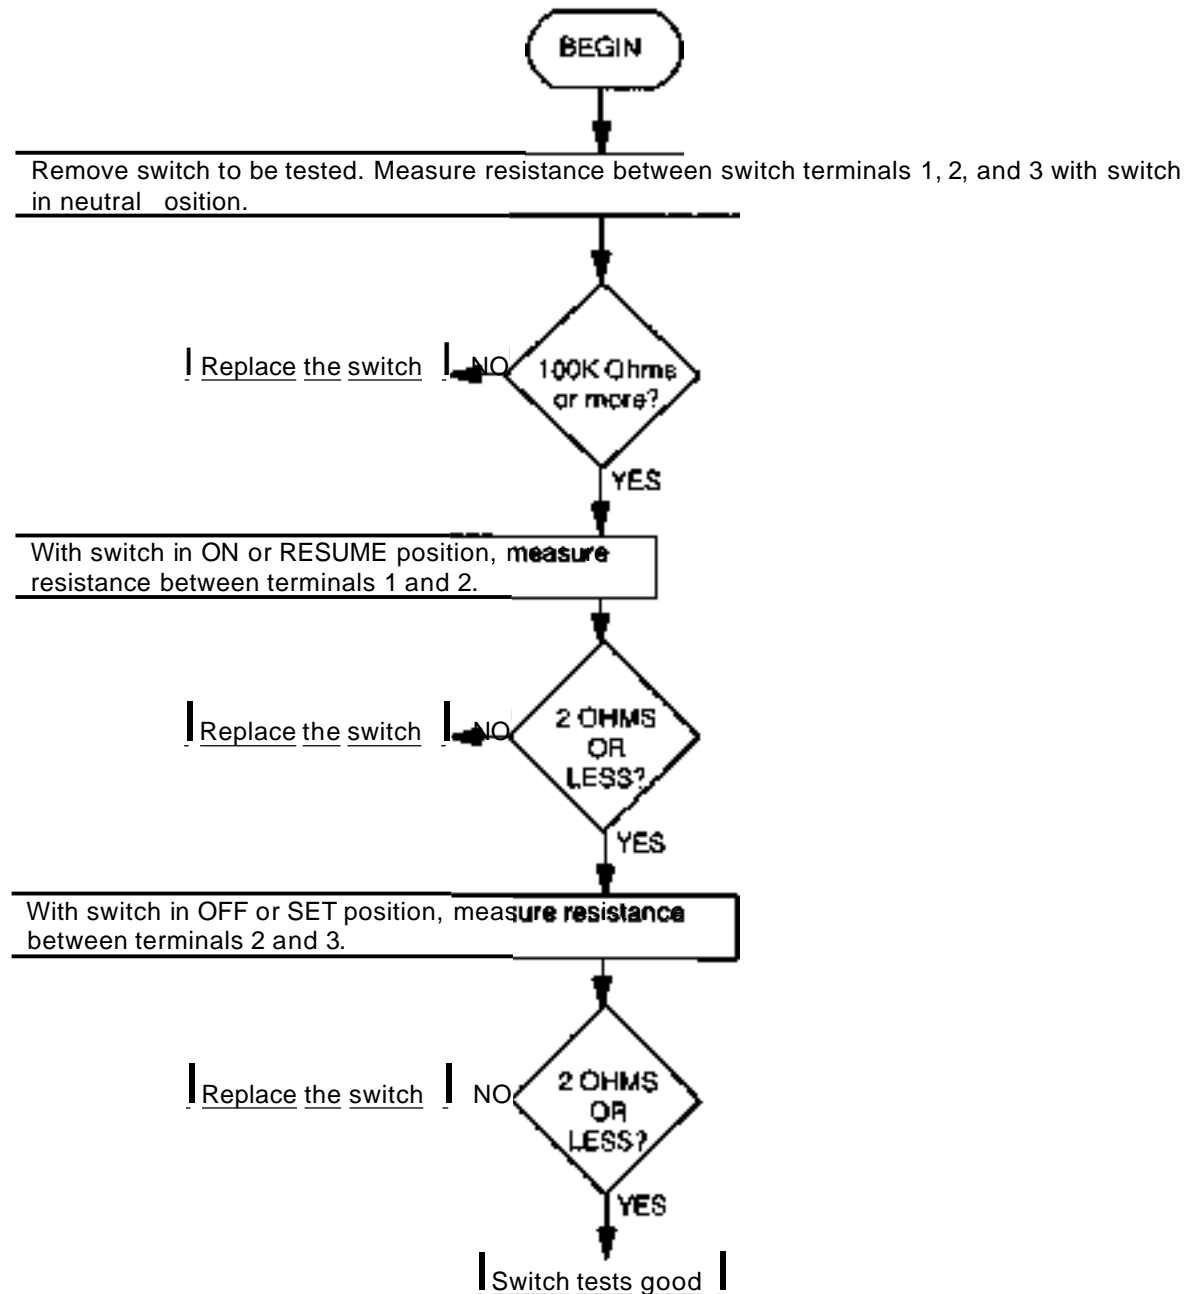 BEGIN
Remove switch to be tested. Measure resistance between switch terminals 1, 2, and 3 with switch
in neutral osition.
100K Ohms
or more?
NO
Replace the switch
YES
With switch in ON or RESUME position, measure
resistance between terminals 1 and 2.
2 OHMS
OR
LESS?
NO
Replace the switch
YES
With switch in OFF or SET position, measure resistance
between terminals 2 and 3.
2 OHMS
OR
LESS?
NO
Replace the switch
YES
Switch tests good